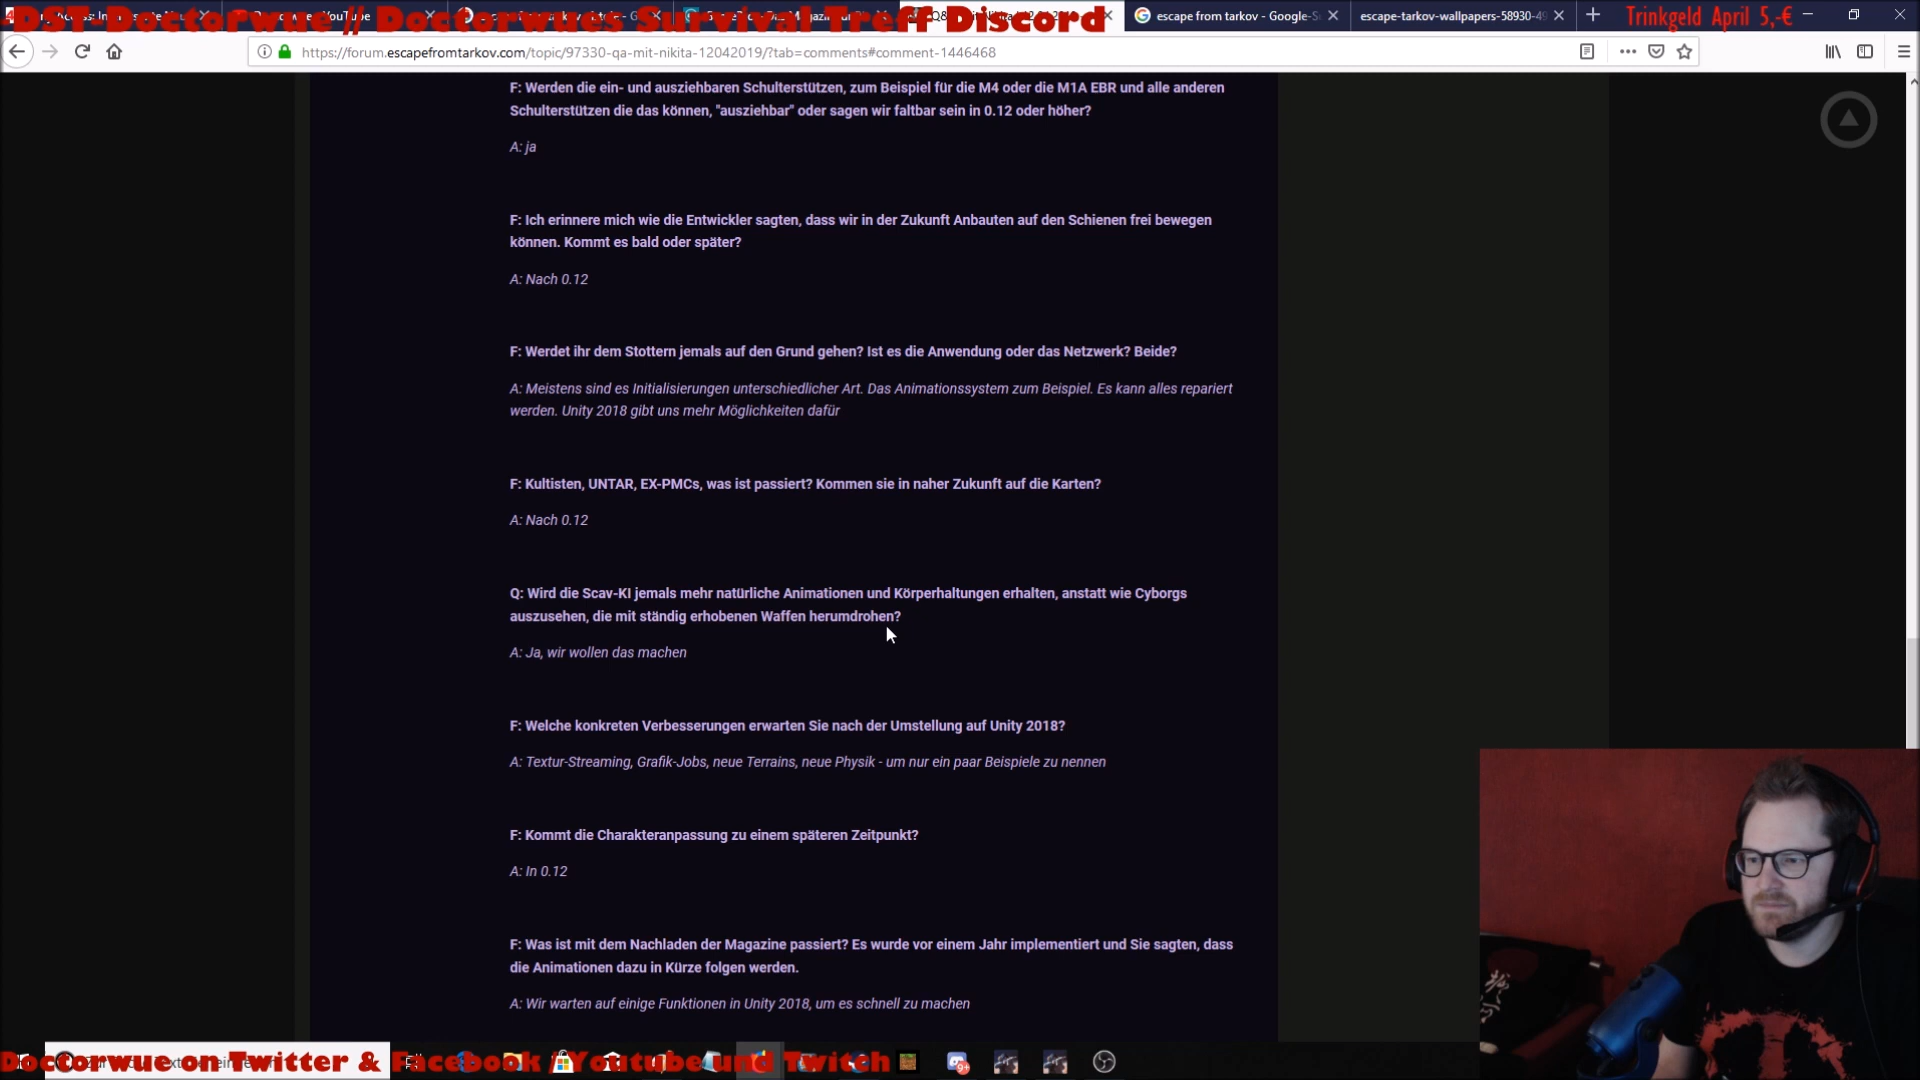 DST-Doctorwue // Doctorwues Survival Treff Discord
Trinkgeld April 5,-€
escape from tarkov - Google-S
escape-tarkov-wallpapers-58930-49
https://forum.escapefromtarkov.com/topic/97330-qa-mit-nikita-12042019/?tab=comments#comment-1446468
F: Werden die ein- und ausziehbaren Schulterstützen, zum Beispiel für die M4 oder die M1A EBR und alle anderen
Schulterstützen die das können, "ausziehbar" oder sagen wir faltbar sein in 0.12 oder höher?
A: ja
F: Ich erinnere mich wie die Entwickler sagten, dass wir in der Zukunft Anbauten auf den Schienen frei bewegen
können. Kommt es bald oder später?
A: Nach 0.12
F: Werdet ihr dem Stottern jemals auf den Grund gehen? Ist es die Anwendung oder das Netzwerk? Beide?
A: Meistens sind es Initialisierungen unterschiedlicher Art. Das Animationssystem zum Beispiel. Es kann alles repariert
werden. Unity 2018 gibt uns mehr Möglichkeiten dafür
F: Kultisten, UNTAR, EX-PMCs, was ist passiert? Kommen sie in naher Zukunft auf die Karten?
A: Nach 0.12
Q: Wird die Scav-KI jemals mehr natürliche Animationen und Körperhaltungen erhalten, anstatt wie Cyborgs
auszusehen, die mit ständig erhobenen Waffen herumdrohen?
A: Ja, wir wollen das machen
F: Welche konkreten Verbesserungen erwarten Sie nach der Umstellung auf Unity 2018?
A: Textur-Streaming, Grafik-Jobs, neue Terrains, neue Physik - um nur ein paar Beispiele zu nennen
F: Kommt die Charakteranpassung zu einem späteren Zeitpunkt?
A: In 0.12
F: Was ist mit dem Nachladen der Magazine passiert? Es wurde vor einem Jahr implementiert und Sie sagten, dass
die Animationen dazu in Kürze folgen werden.
A: Wir warten auf einige Funktionen in Unity 2018, um es schnell zu machen
Doctorwue on Twitter & Facebook / Youtube und Twitch
9+